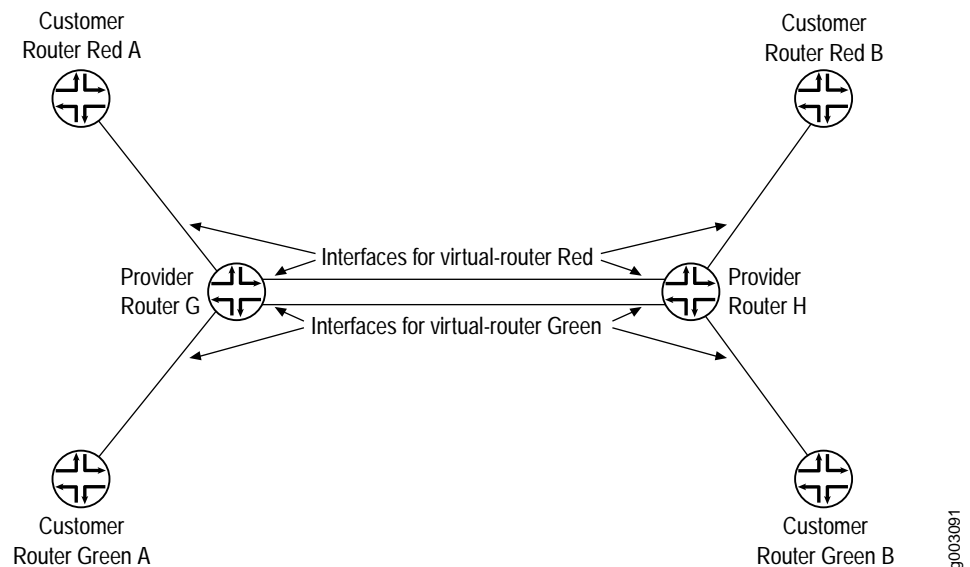 Customer
Router Red A
Customer
Router Red B
Interfaces for virtual-router Red
Provider
Router G
Provider
Router H
Interfaces for virtual-router Green
Customer
Router Green A
Customer
Router Green B
g003091